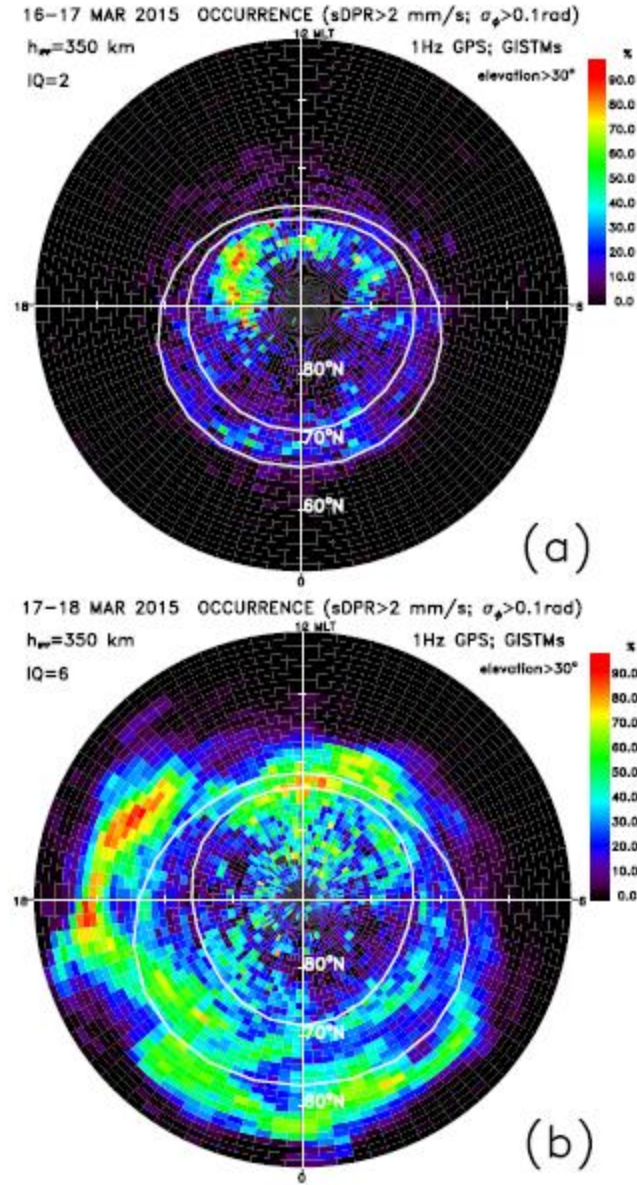 16-17 MAR 2015 OCCURRENCE (sDPR>2 mm/s; σφ>0.1rad)
12 MLT
hIPP=350 km
1Hz GPS; GISTMs
%
IQ=2
elevation>30°
90.0
80.0
70.0
60.0
50.0
40.0
30.0
20.0
10.0
0.0
18
6
80°N
70°N
60°N
0
(a)
17-18 MAR 2015 OCCURRENCE (sDPR>2 mm/s; σφ>0.1rad)
12 MLT
hIPP=350 km
1Hz GPS; GISTMs
%
IQ=6
elevation>30°
90.0
80.0
70.0
60.0
50.0
40.0
30.0
20.0
10.0
0.0
18
6
80°N
70°N
60°N
0
(b)